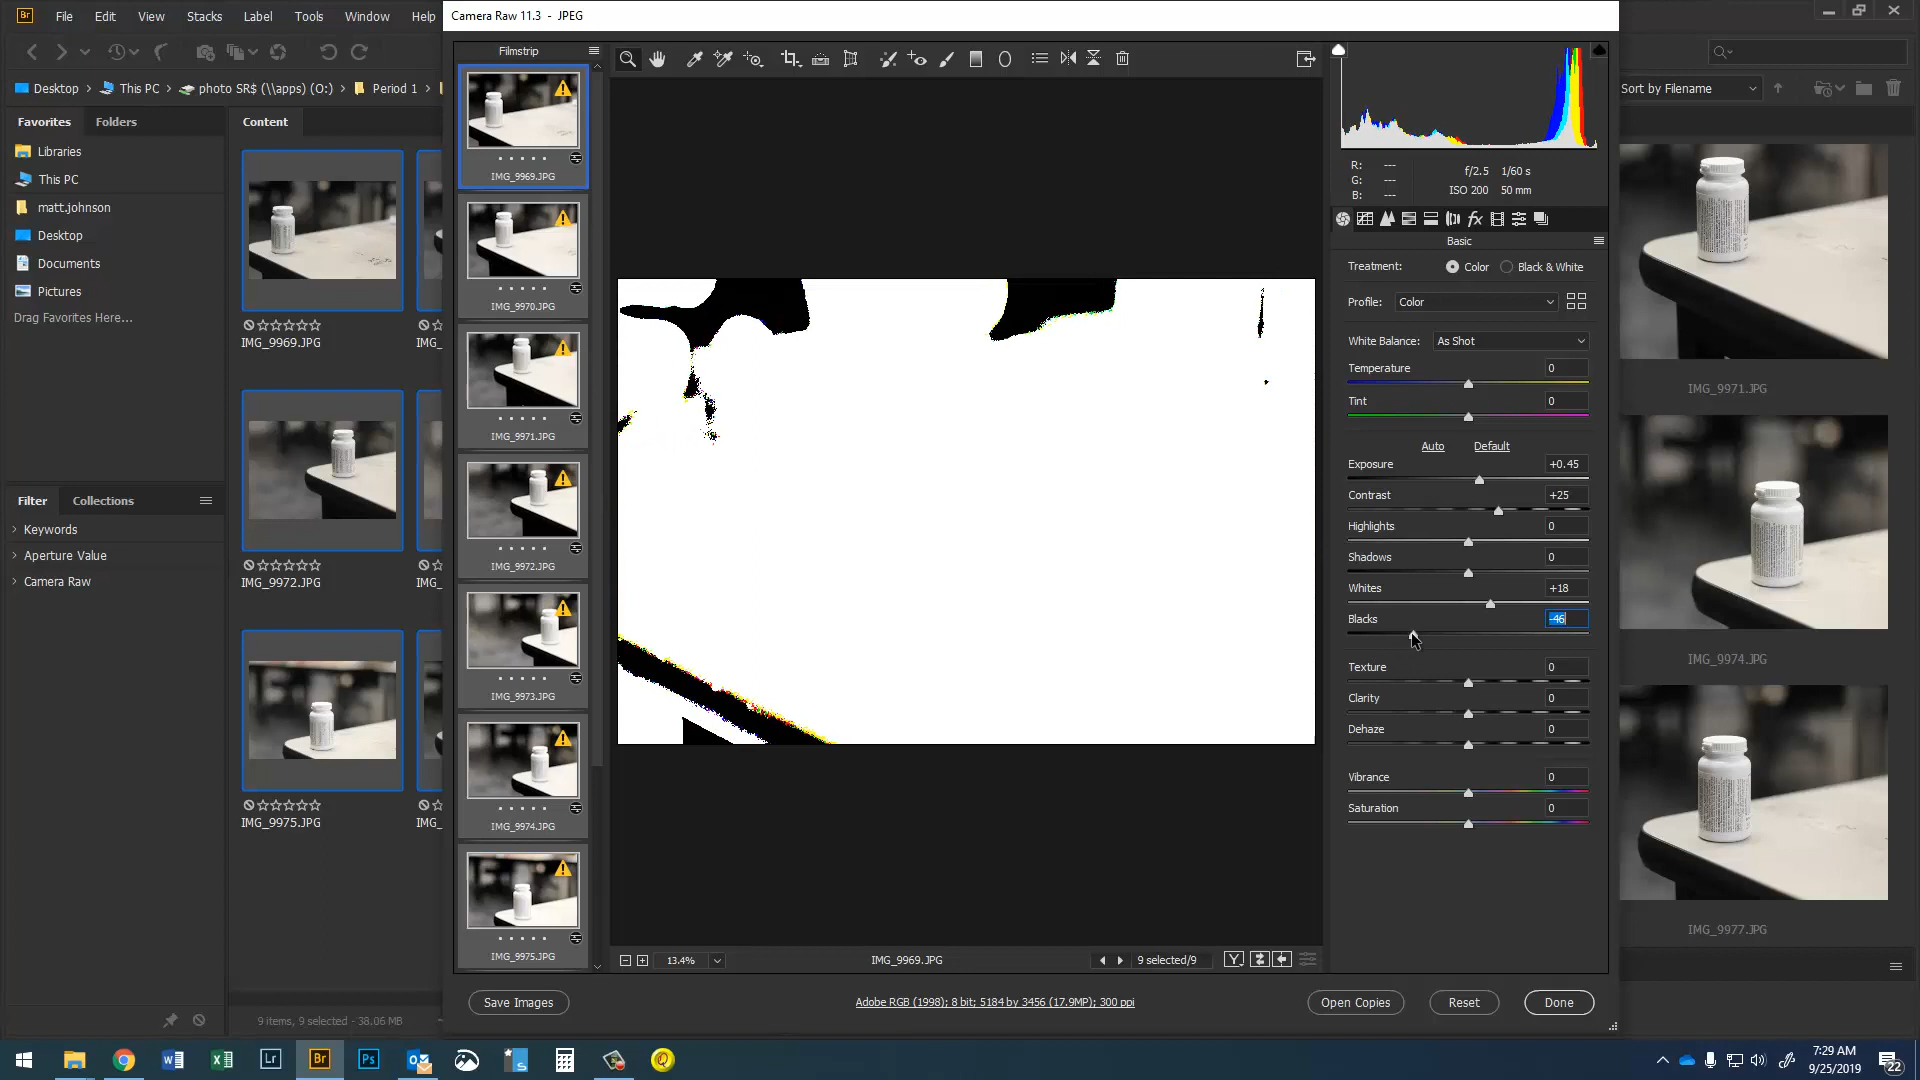 Br File Edit View Stacks Label Tools Window Help
Camera Raw 11.3 - JPEG
Desktop This PC photo SR$ (\\apps) (O:) Period 1
Sort by Filename
Favorites Folders
Libraries
This PC
matt.johnson
Desktop
Documents
Pictures
Drag Favorites Here...
Filter Collections
Keywords
Aperture Value
Camera Raw
Content
IMG_9969.JPG
IMG_
IMG_9972.JPG
IMG_
IMG_9975.JPG
IMG_
9 items, 9 selected - 38.06 MB
Filmstrip
IMG_9969.JPG
IMG_9970.JPG
IMG_9971.JPG
IMG_9972.JPG
IMG_9973.JPG
IMG_9974.JPG
IMG_9975.JPG
13.4%
IMG_9969.JPG
9 selected/9
Y
Save Images
Adobe RGB (1998); 8 bit; 5184 by 3456 (17.9MP); 300 ppi
Open Copies
Reset
Done
R: ---
G: ---
B: ---
f/2.5 1/60 s
ISO 200 50 mm
fx
Basic
Treatment: Color Black & White
Profile: Color
White Balance: As Shot
Temperature 0
Tint 0
Auto Default
Exposure +0.45
Contrast +25
Highlights 0
Shadows 0
Whites +18
Blacks -46
Texture 0
Clarity 0
Dehaze 0
Vibrance 0
Saturation 0
IMG_9971.JPG
IMG_9974.JPG
IMG_9977.JPG
Lr Br Ps
7:29 AM
9/25/2019
22